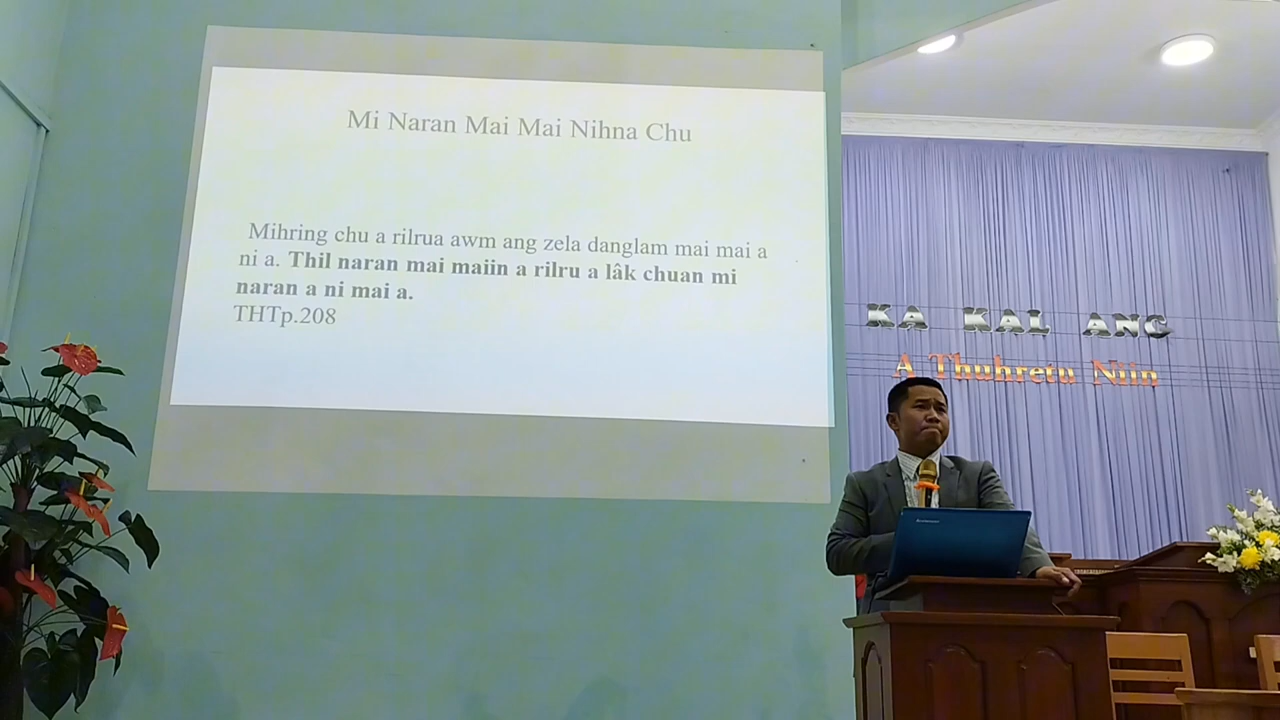 Mi Naran Mai Mai Nihna Chu
Mihring chu a rilrua awm ang zela danglam mai mai a
ni a. Thil naran mai maiin a rilru a lâk chuan mi
naran a ni mai a.
THTp.208
KA KAL ANG
A Thuhretu Niin
lenovo